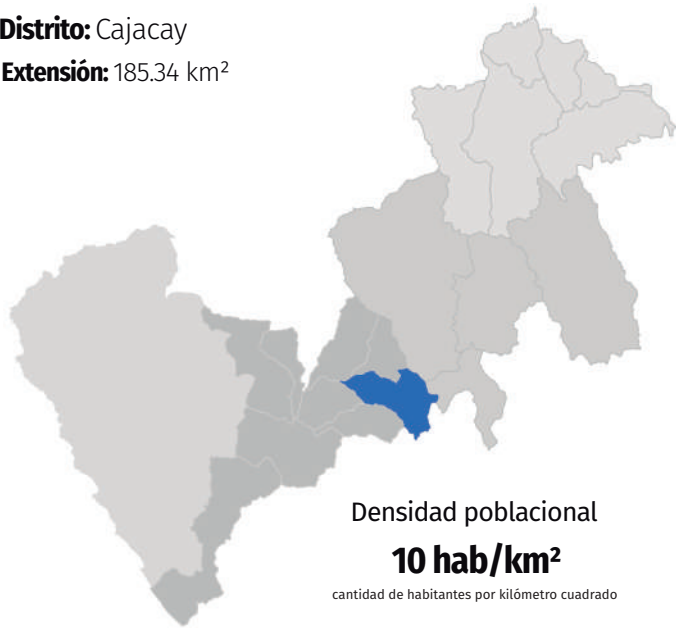 Distrito: Cajacay
Extensión: 185.34 km²
Densidad poblacional
10 hab/km²
cantidad de habitantes por kilómetro cuadrado